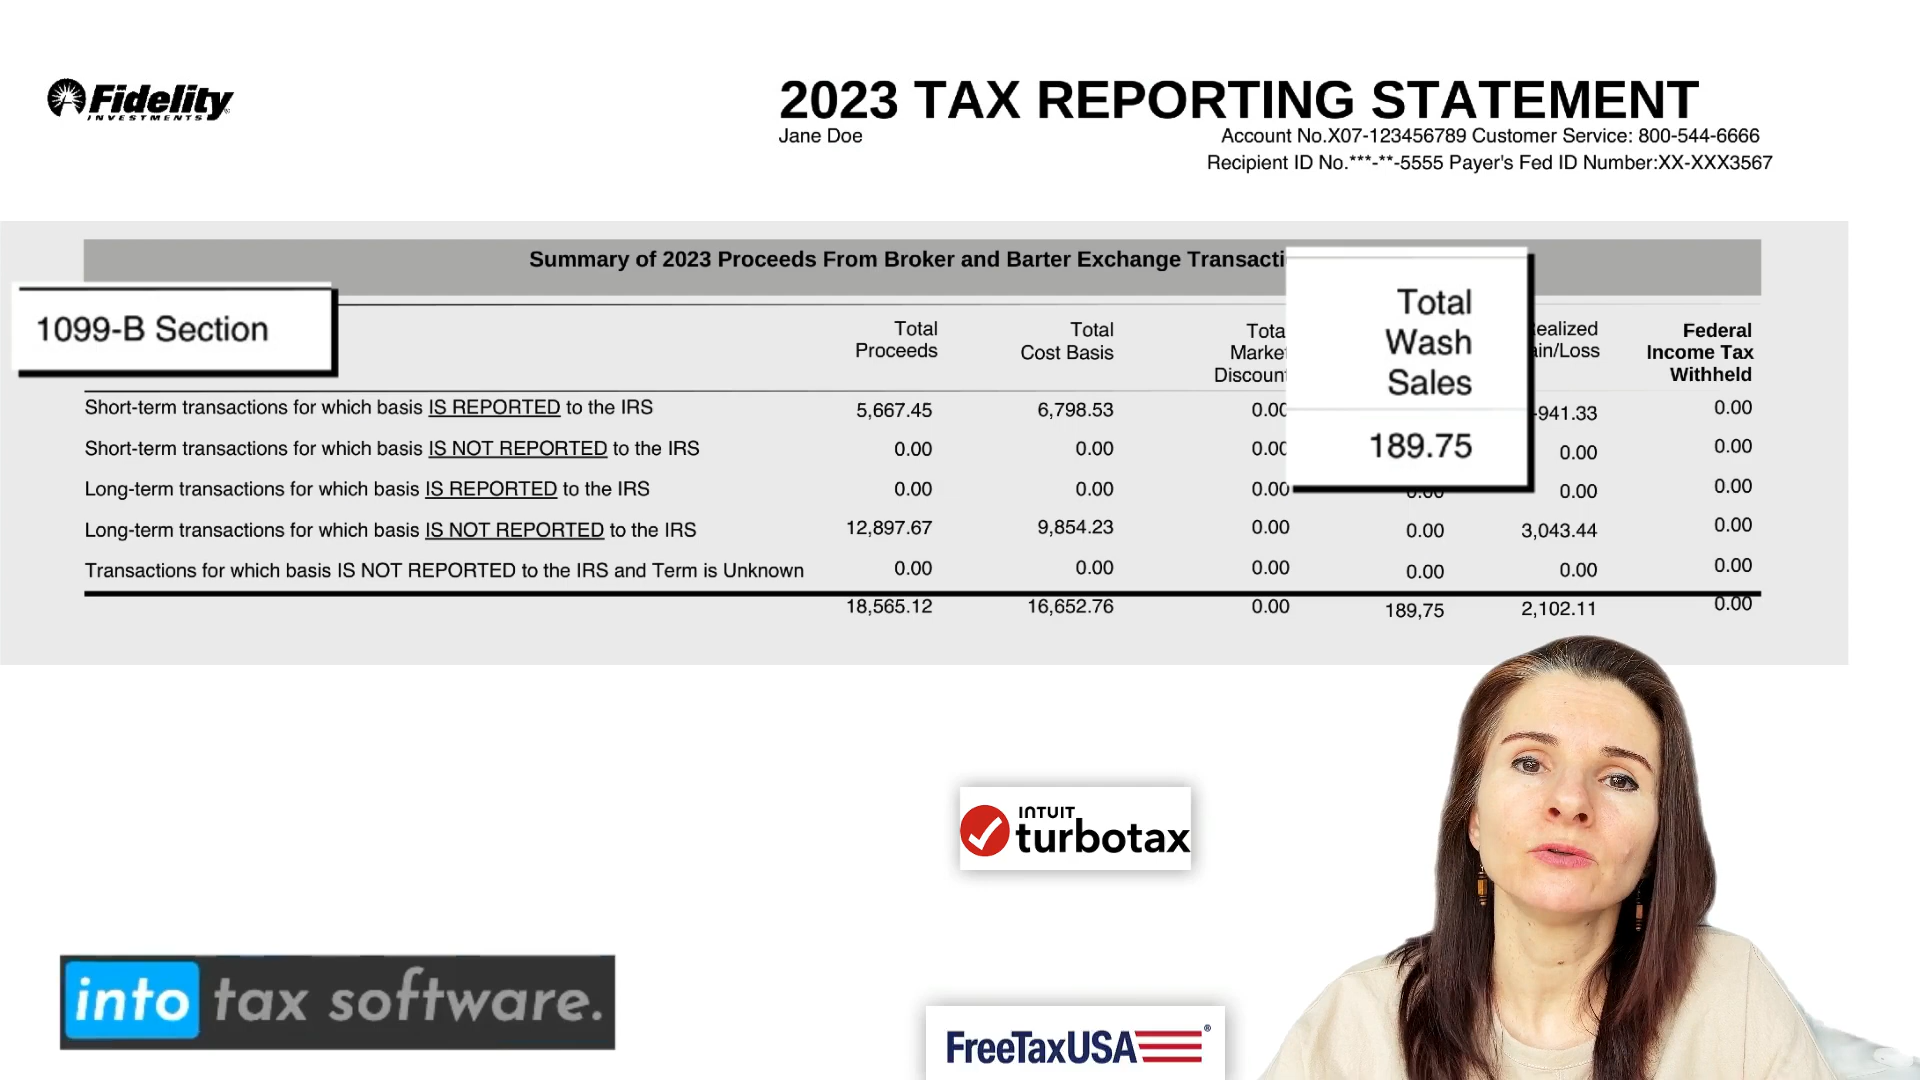 Fidelity
INVESTMENTS
2023 TAX REPORTING STATEMENT
Jane Doe
Account No.X07-123456789 Customer Service: 800-544-6666
Recipient ID No.***-**-5555 Payer's Fed ID Number:XX-XXX3567
Summary of 2023 Proceeds From Broker and Barter Exchange Transacti
1099-B Section
Total
Proceeds
Total
Cost Basis
Tota
Marke
Discoun
Total
Wash
Sales
189.75
ealized
ain/Loss
Federal
Income Tax
Withheld
Short-term transactions for which basis IS REPORTED to the IRS 5,667.45 6,798.53 0.00 -941.33 0.00
Short-term transactions for which basis IS NOT REPORTED to the IRS 0.00 0.00 0.00 0.00 0.00
Long-term transactions for which basis IS REPORTED to the IRS 0.00 0.00 0.00 0.00 0.00 0.00
Long-term transactions for which basis IS NOT REPORTED to the IRS 12,897.67 9,854.23 0.00 0.00 3,043.44 0.00
Transactions for which basis IS NOT REPORTED to the IRS and Term is Unknown 0.00 0.00 0.00 0.00 0.00 0.00
18,565.12 16,652.76 0.00 189,75 2,102.11 0.00
INTUIT
turbotax
into tax software.
FreeTaxUSA®